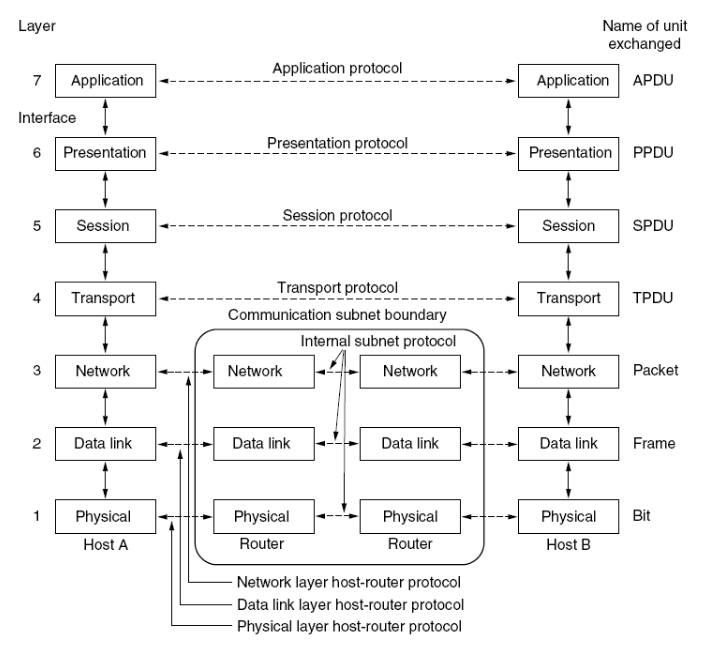 Layer
Name of unit
exchanged
7 Application Application protocol Application APDU
Interface
6 Presentation Presentation protocol Presentation PPDU
5 Session Session protocol Session SPDU
4 Transport Transport protocol Transport TPDU
Communication subnet boundary
Internal subnet protocol
3 Network Network Network Network Packet
2 Data link Data link Data link Data link Frame
1 Physical Physical Physical Physical Bit
Host A Router Router Host B
Network layer host-router protocol
Data link layer host-router protocol
Physical layer host-router protocol